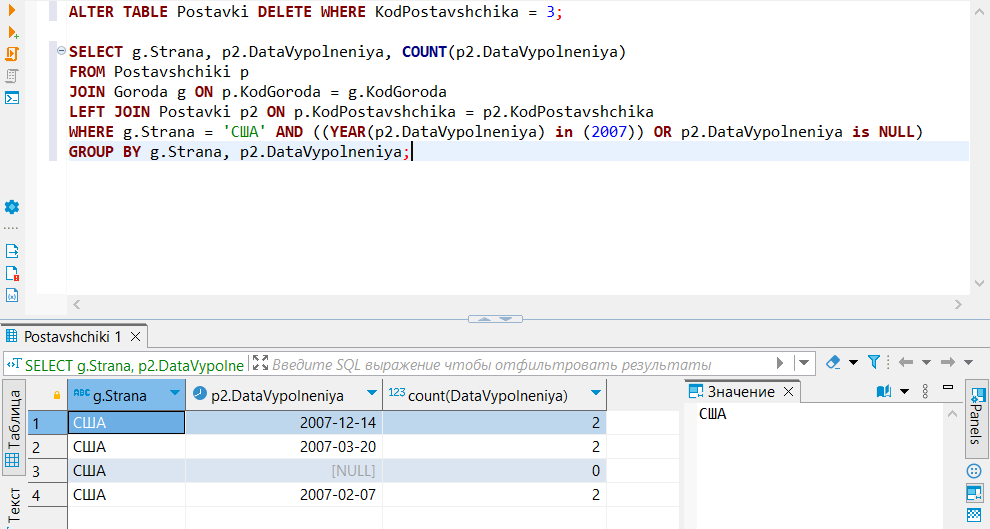 ALTER TABLE Postavki DELETE WHERE KodPostavshchika = 3;
SELECT g.Strana, p2.DataVypolneniya, COUNT(p2.DataVypolneniya)
FROM Postavshchiki p
JOIN Goroda g ON p.KodGoroda = g.KodGoroda
LEFT JOIN Postavki p2 ON p.KodPostavshchika = p2.KodPostavshchika
WHERE g.Strana = 'США' AND ((YEAR(p2.DataVypolneniya) in (2007)) OR p2.DataVypolneniya is NULL)
GROUP BY g.Strana, p2.DataVypolneniya;
Postavshchiki 1
SELECT g.Strana, p2.DataVypolne Введите SQL выражение чтобы отфильтровать результаты
Таблица
Текст
ABC g.Strana p2.DataVypolneniya 123 count(DataVypolneniya)
1 США 2007-12-14 2
2 США 2007-03-20 2
3 США [NULL] 0
4 США 2007-02-07 2
Значение
США
Panels